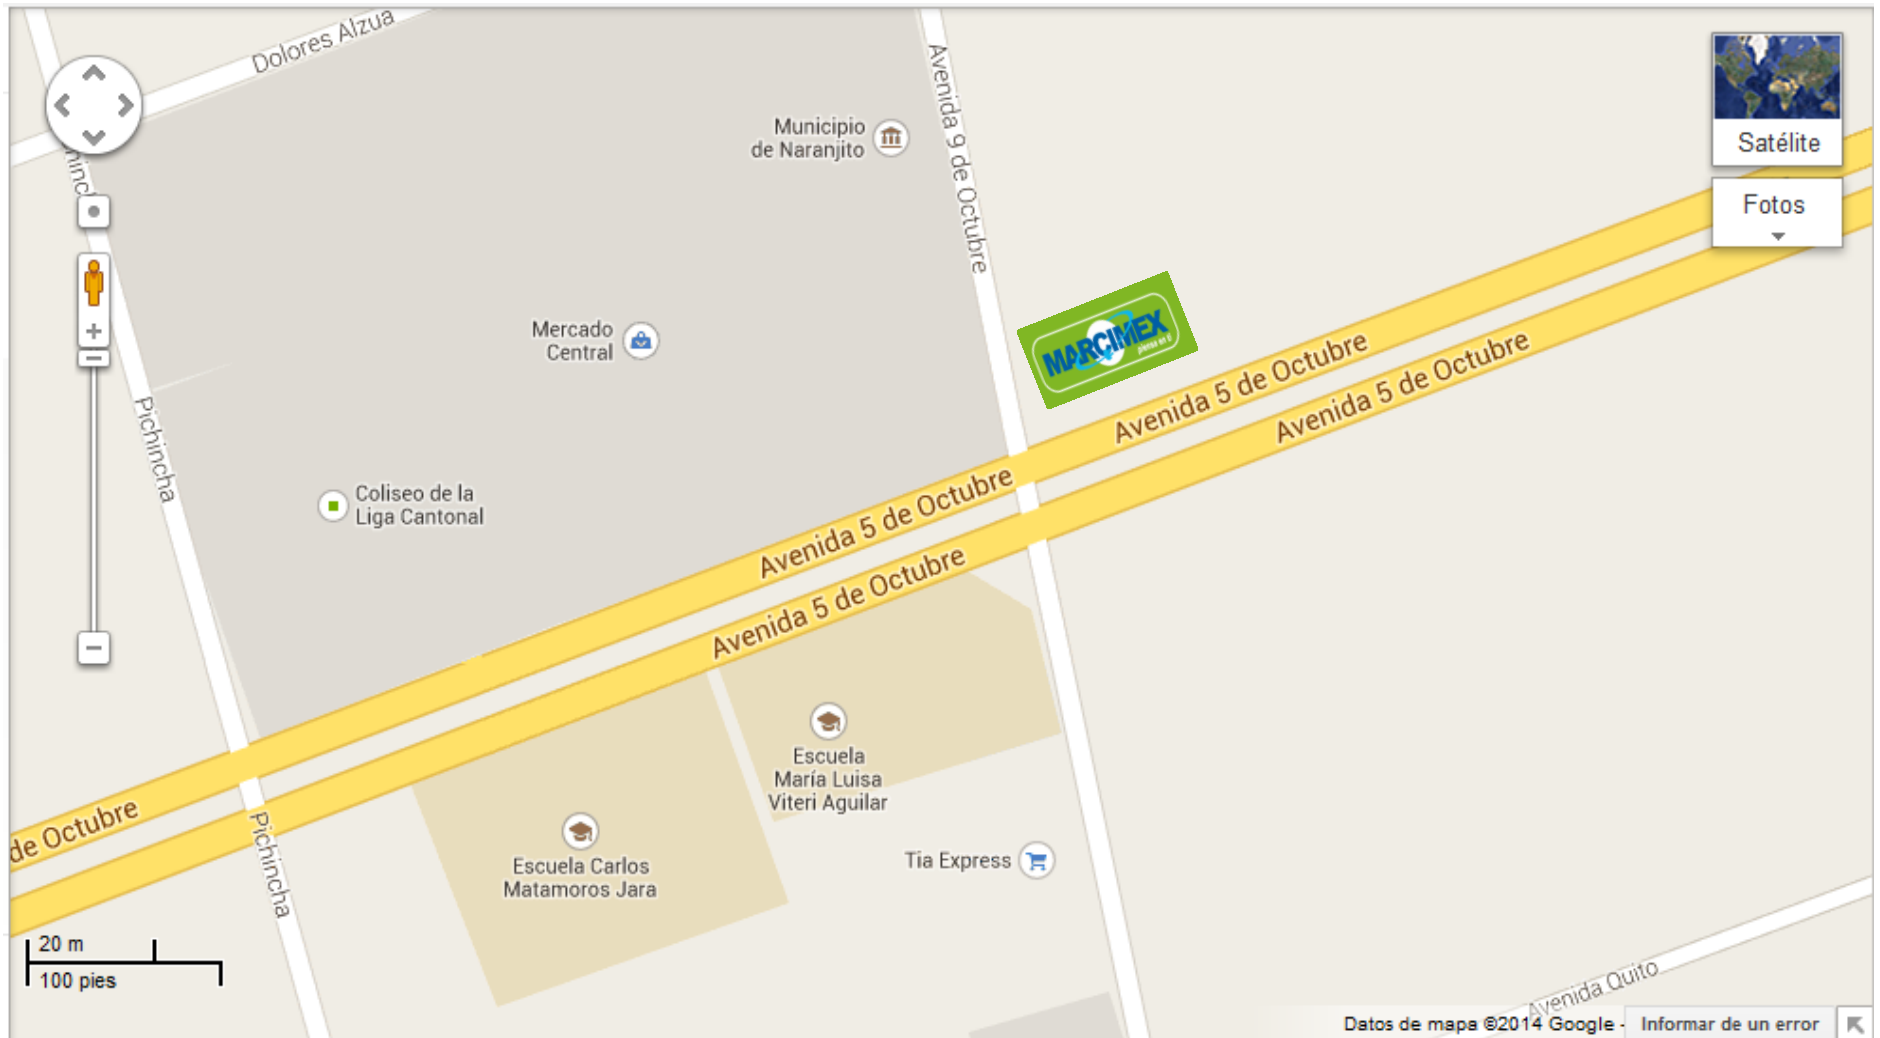 Dolores Alzua
Avenida 9 de Octubre
Municipio
de Naranjito
Satélite
Fotos
Mercado
Central
MARCIMEX
piensa en ti
Pichincha
Coliseo de la
Liga Cantonal
Avenida 5 de Octubre
Avenida 5 de Octubre
Avenida 5 de Octubre
Avenida 5 de Octubre
de Octubre
Escuela
María Luisa
Viteri Aguilar
Escuela Carlos
Matamoros Jara
Tia Express
Pichincha
20 m
100 pies
Avenida Quito
Datos de mapa ©2014 Google -
Informar de un error